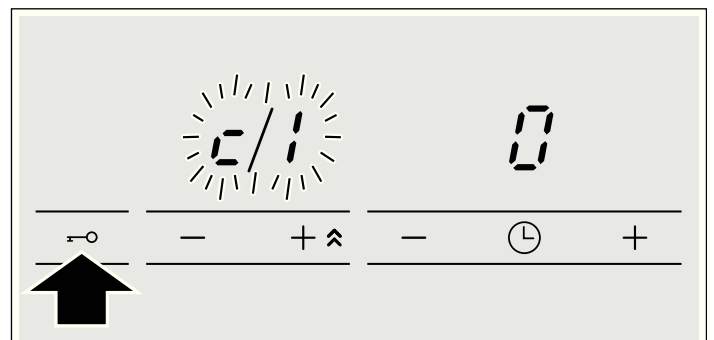 c/1 0
− + − +